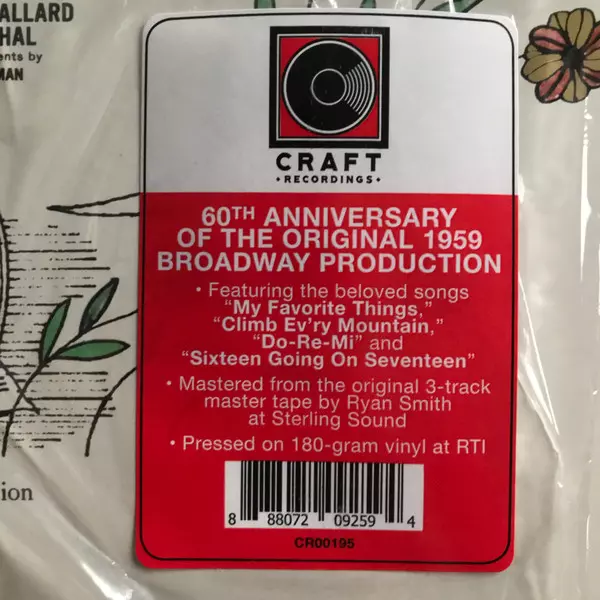 ALLARD
HAL
ents by
MAN
CRAFT
• RECORDINGS •
60TH ANNIVERSARY
OF THE ORIGINAL 1959
BROADWAY PRODUCTION
• Featuring the beloved songs
“My Favorite Things,”
“Climb Ev’ry Mountain,”
“Do-Re-Mi” and
“Sixteen Going On Seventeen”
• Mastered from the original 3-track
master tape by Ryan Smith
at Sterling Sound
• Pressed on 180-gram vinyl at RTI
ion
8 88072 09259 4
CR00195